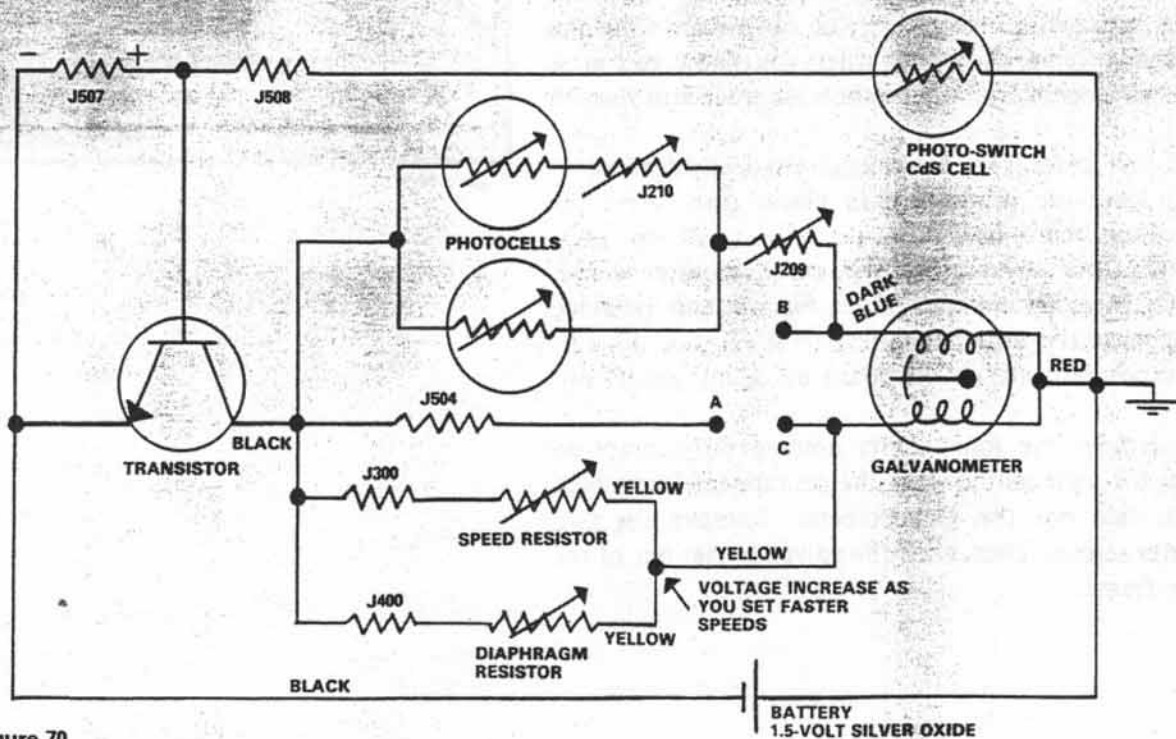 − +
J507
J508
PHOTO-SWITCH
CdS CELL
J210
PHOTOCELLS
J209
DARK
BLUE
B
RED
A
J504
C
BLACK
TRANSISTOR
GALVANOMETER
J300
YELLOW
SPEED RESISTOR
YELLOW
VOLTAGE INCREASE AS
YOU SET FASTER
SPEEDS
J400
YELLOW
DIAPHRAGM
RESISTOR
BLACK
BATTERY
1.5-VOLT SILVER OXIDE